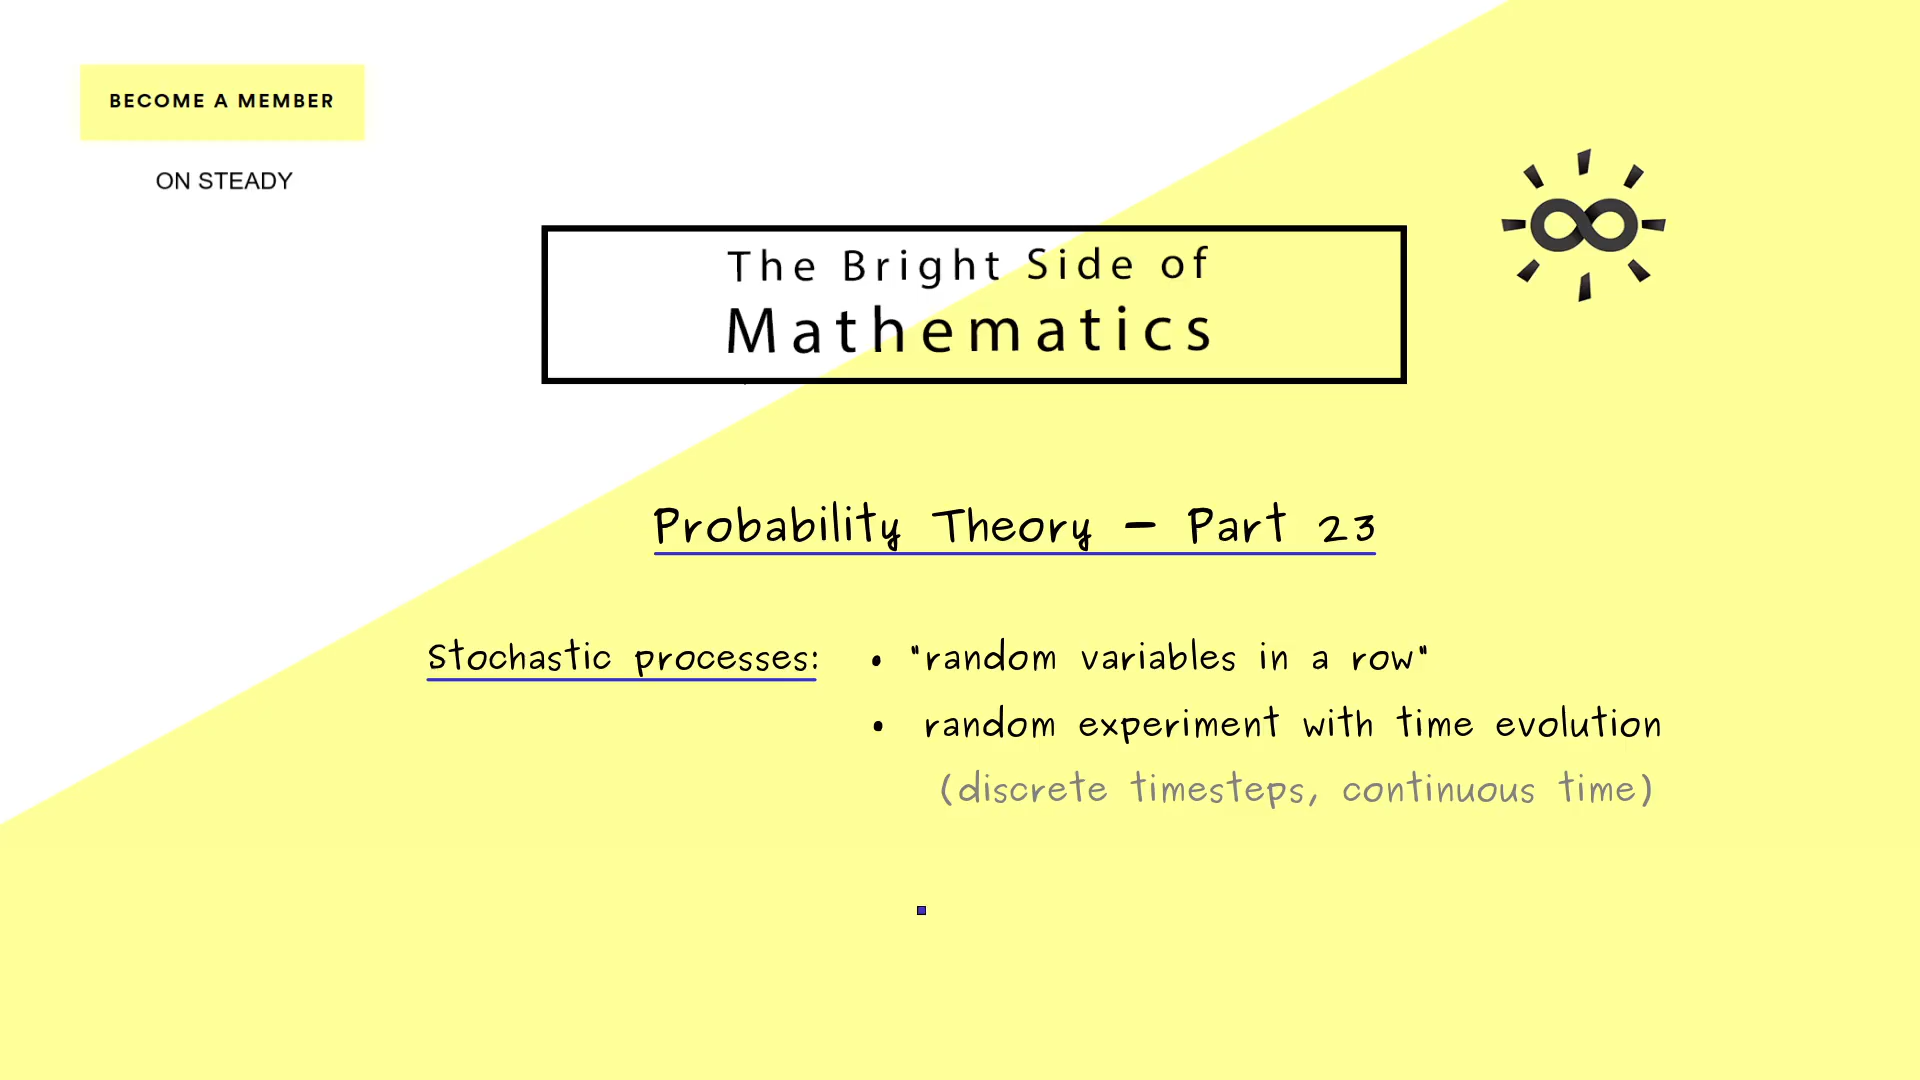 BECOME A MEMBER
ON STEADY
The Bright Side of
Mathematics
Probability Theory - Part 23
Stochastic processes: • "random variables in a row"
• random experiment with time evolution
(discrete timesteps, continuous time)